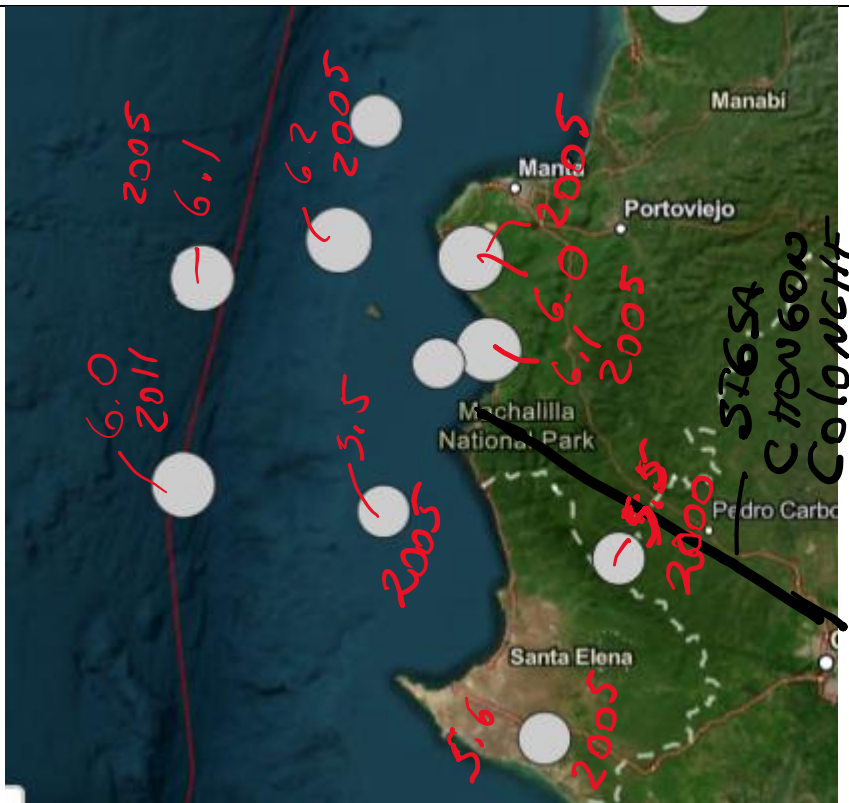 Manabí
Manta
Portoviejo
2005
6.1
6.2
2005
2005
6.0
6.1
2005
6.0
2011
5.5
2005
Machalilla
National Park
5.5
2000
Pedro Carbo
CHONGON
COLONCHE
Santa Elena
5.6
2005